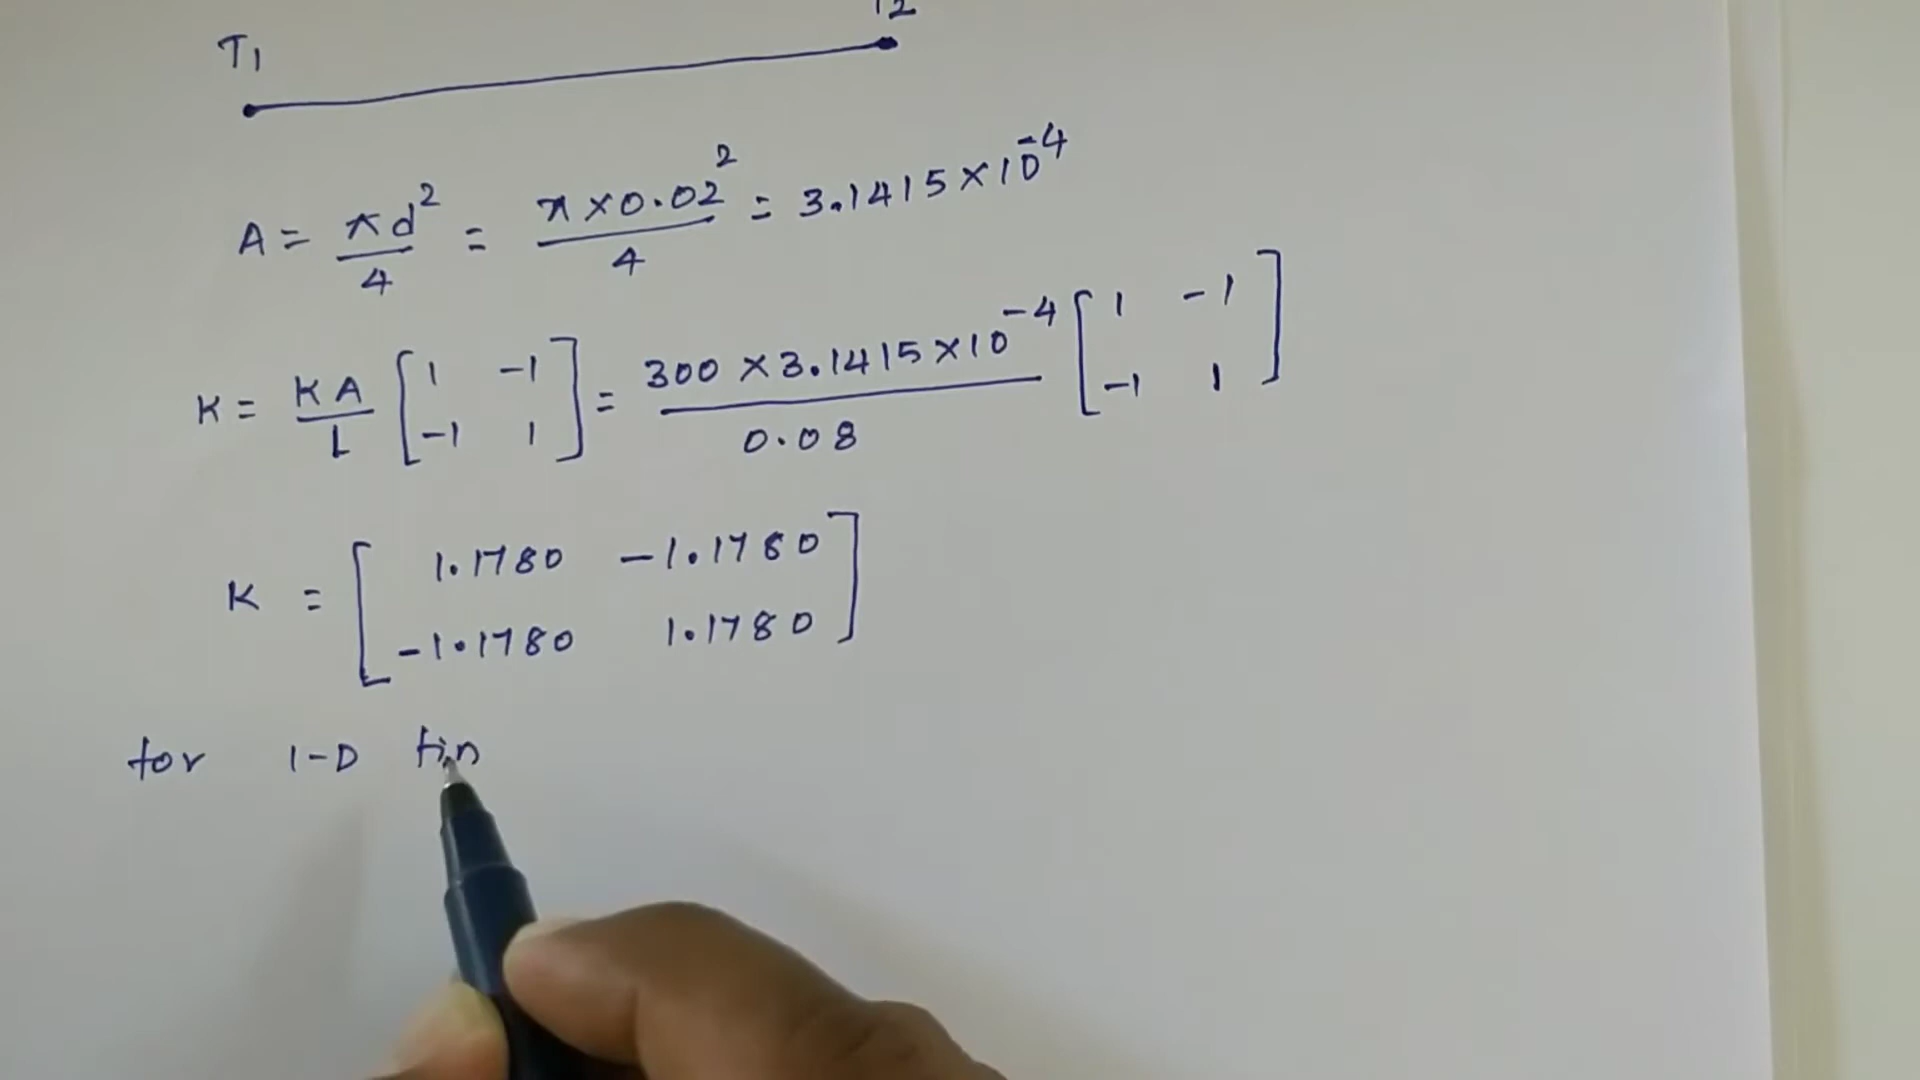 T1 T2
A = πd²/4 = π×0.02²/4 = 3.1415×10⁻⁴
K = KA/L [1 -1; -1 1] = 300×3.1415×10⁻⁴/0.08 [1 -1; -1 1]
K = [1.1780 -1.1780; -1.1780 1.1780]
for 1-D fin